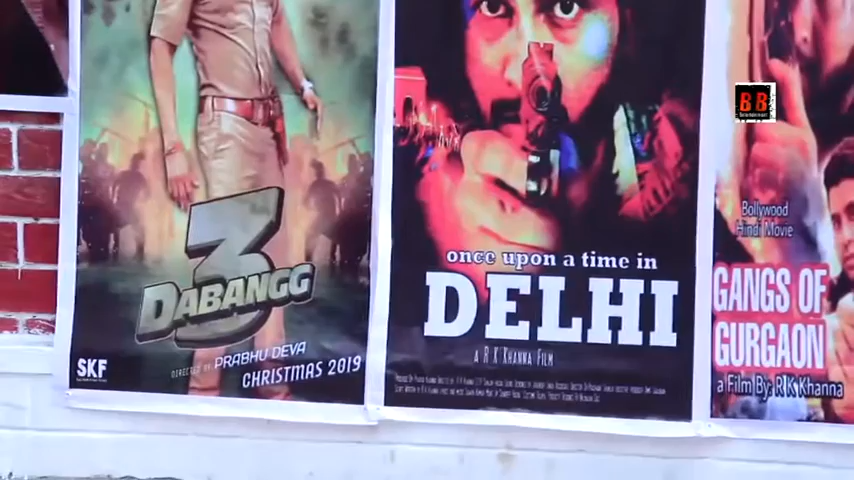 3
DABANGG
DIRECTED BY PRABHU DEVA
CHRISTMAS 2019
SKF
once upon a time in
DELHI
A R K KHANNA FILM
BB
Bollywood
Hindi Movie
GANGS OF
GURGAON
a Film By:R.K Khanna